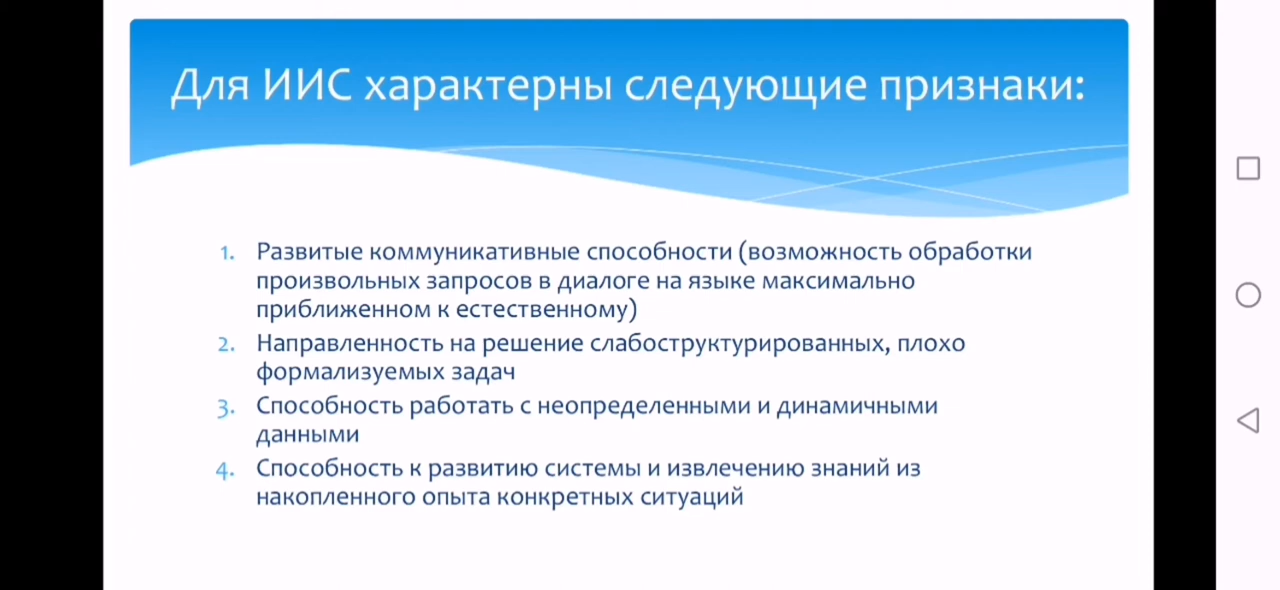 Для ИИС характерны следующие признаки:
1. Развитые коммуникативные способности (возможность обработки
произвольных запросов в диалоге на языке максимально
приближенном к естественному)
2. Направленность на решение слабоструктурированных, плохо
формализуемых задач
3. Способность работать с неопределенными и динамичными
данными
4. Способность к развитию системы и извлечению знаний из
накопленного опыта конкретных ситуаций